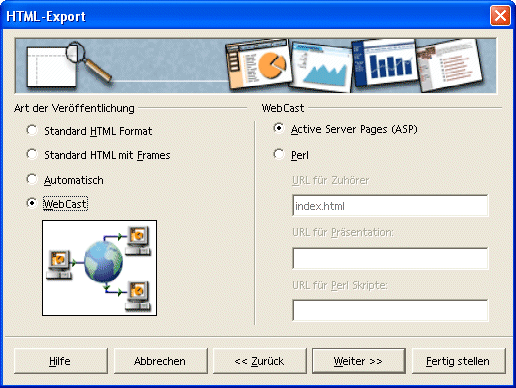 HTML-Export
Art der Veröffentlichung
Standard HTML Format
Standard HTML mit Frames
Automatisch
WebCast
WebCast
Active Server Pages (ASP)
Perl
URL für Zuhörer
index.html
URL für Präsentation:
URL für Perl Skripte:
Hilfe
Abbrechen
<< Zurück
Weiter >>
Fertig stellen